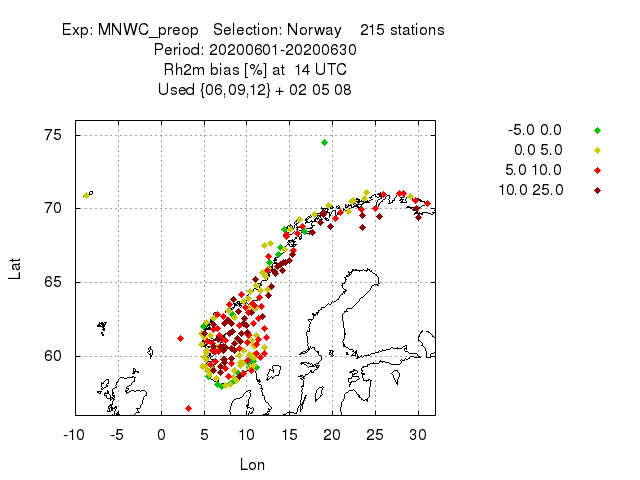 Exp: MNWC_preop Selection: Norway 215 stations
Period: 20200601-20200630
Rh2m bias [%] at 14 UTC
Used {06,09,12} + 02 05 08
-5.0 0.0
0.0 5.0
5.0 10.0
10.0 25.0
75
70
65
60
Lat
-10 -5 0 5 10 15 20 25 30
Lon